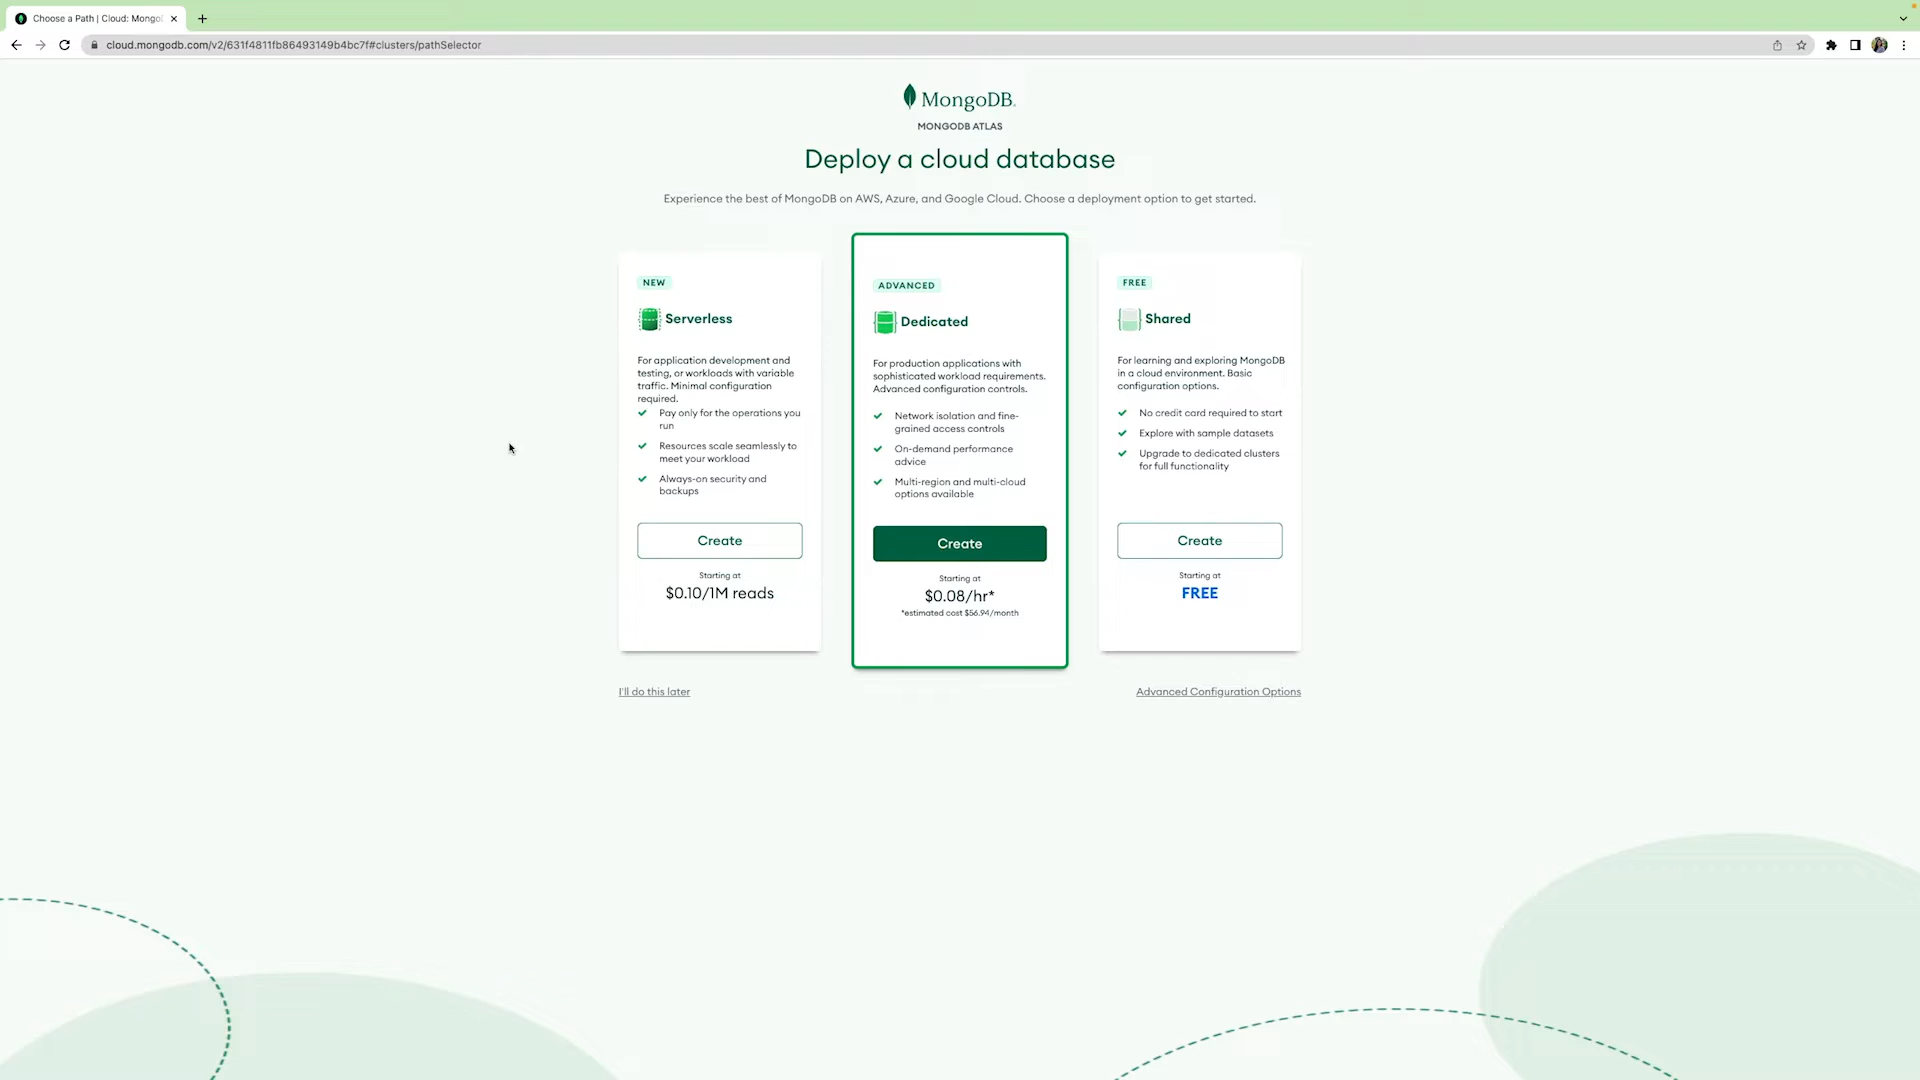 Choose a Path | Cloud: Mongo
cloud.mongodb.com/v2/631f4811fb86493149b4bc7f#clusters/pathSelector
MongoDB.
MONGODB ATLAS
Deploy a cloud database
Experience the best of MongoDB on AWS, Azure, and Google Cloud. Choose a deployment option to get started.
NEW
Serverless
For application development and
testing, or workloads with variable
traffic. Minimal configuration
required.
Pay only for the operations you
run
Resources scale seamlessly to
meet your workload
Always-on security and
backups
Create
Starting at
$0.10/1M reads
ADVANCED
Dedicated
For production applications with
sophisticated workload requirements.
Advanced configuration controls.
Network isolation and fine-
grained access controls
On-demand performance
advice
Multi-region and multi-cloud
options available
Create
Starting at
$0.08/hr*
*estimated cost $56.94/month
FREE
Shared
For learning and exploring MongoDB
in a cloud environment. Basic
configuration options.
No credit card required to start
Explore with sample datasets
Upgrade to dedicated clusters
for full functionality
Create
Starting at
FREE
I'll do this later
Advanced Configuration Options